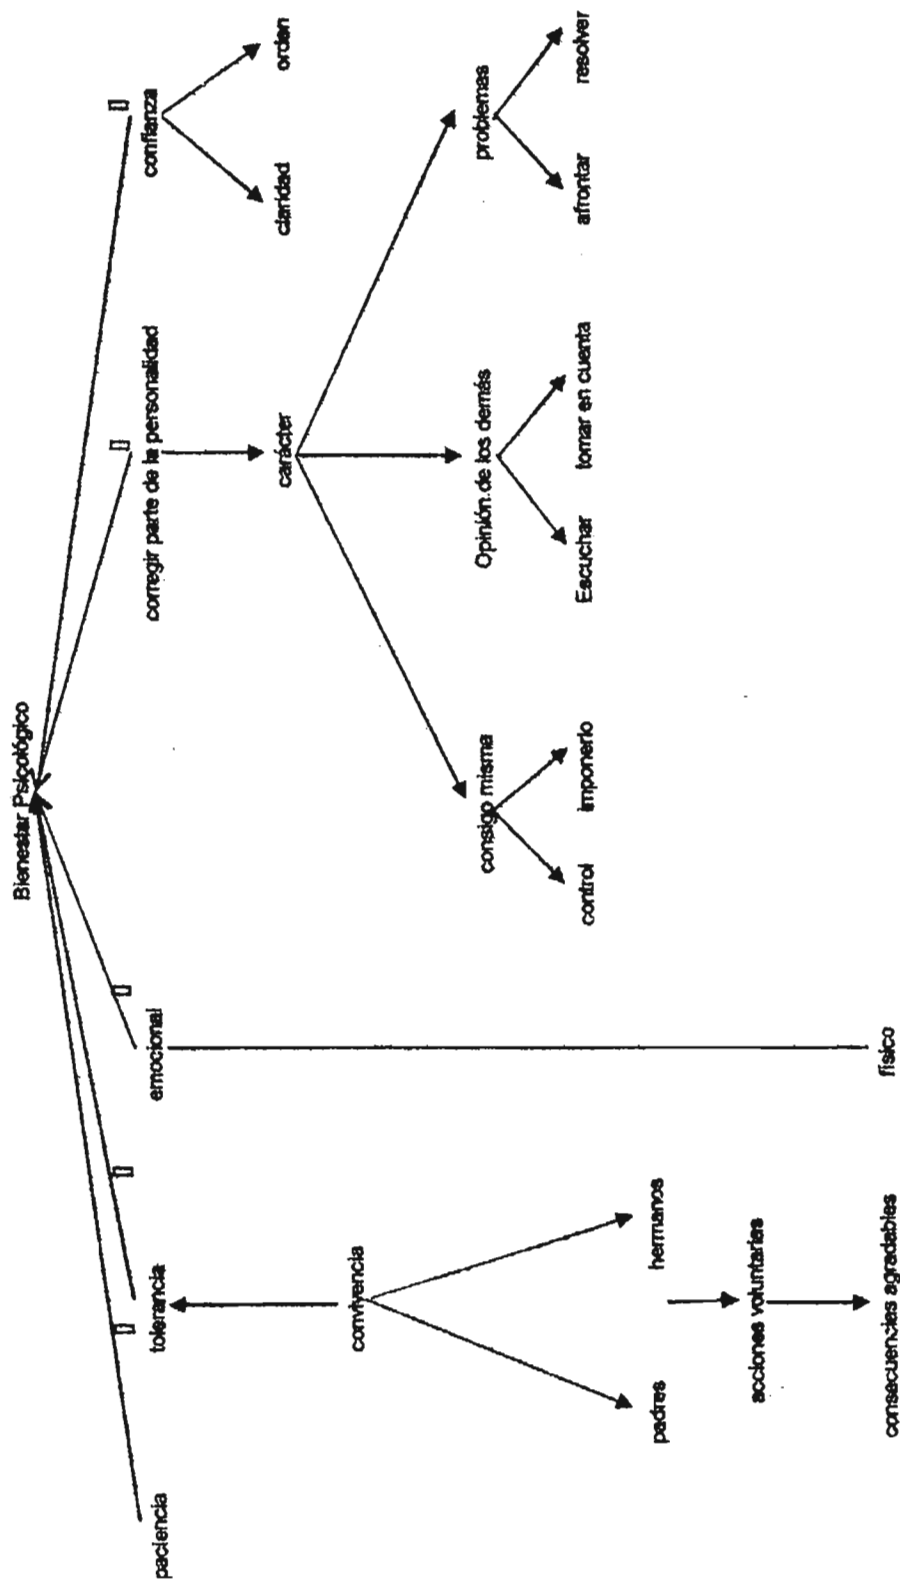 Bienestar Psicológico
paciencia
tolerancia
emocional
corregir parte de la personalidad
confianza
carácter
claridad
orden
convivencia
consigo misma
Opinión de los demás
problemas
control
imponerlo
Escuchar
tomar en cuenta
afrontar
resolver
padres
hermanos
acciones voluntarias
consecuencias agradables
físico